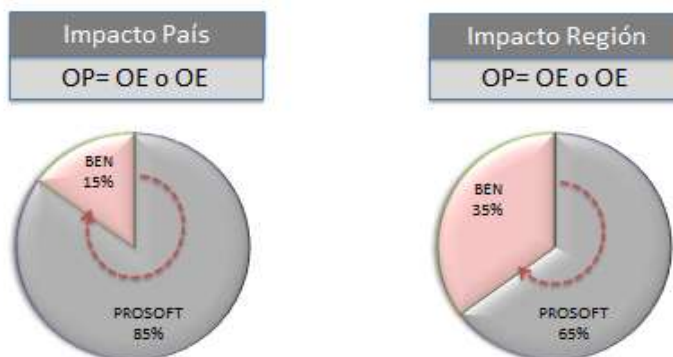 Impacto País
OP= OE o OE
BEN
15%
PROSOFT
85%
Impacto Región
OP= OE o OE
BEN
35%
PROSOFT
65%